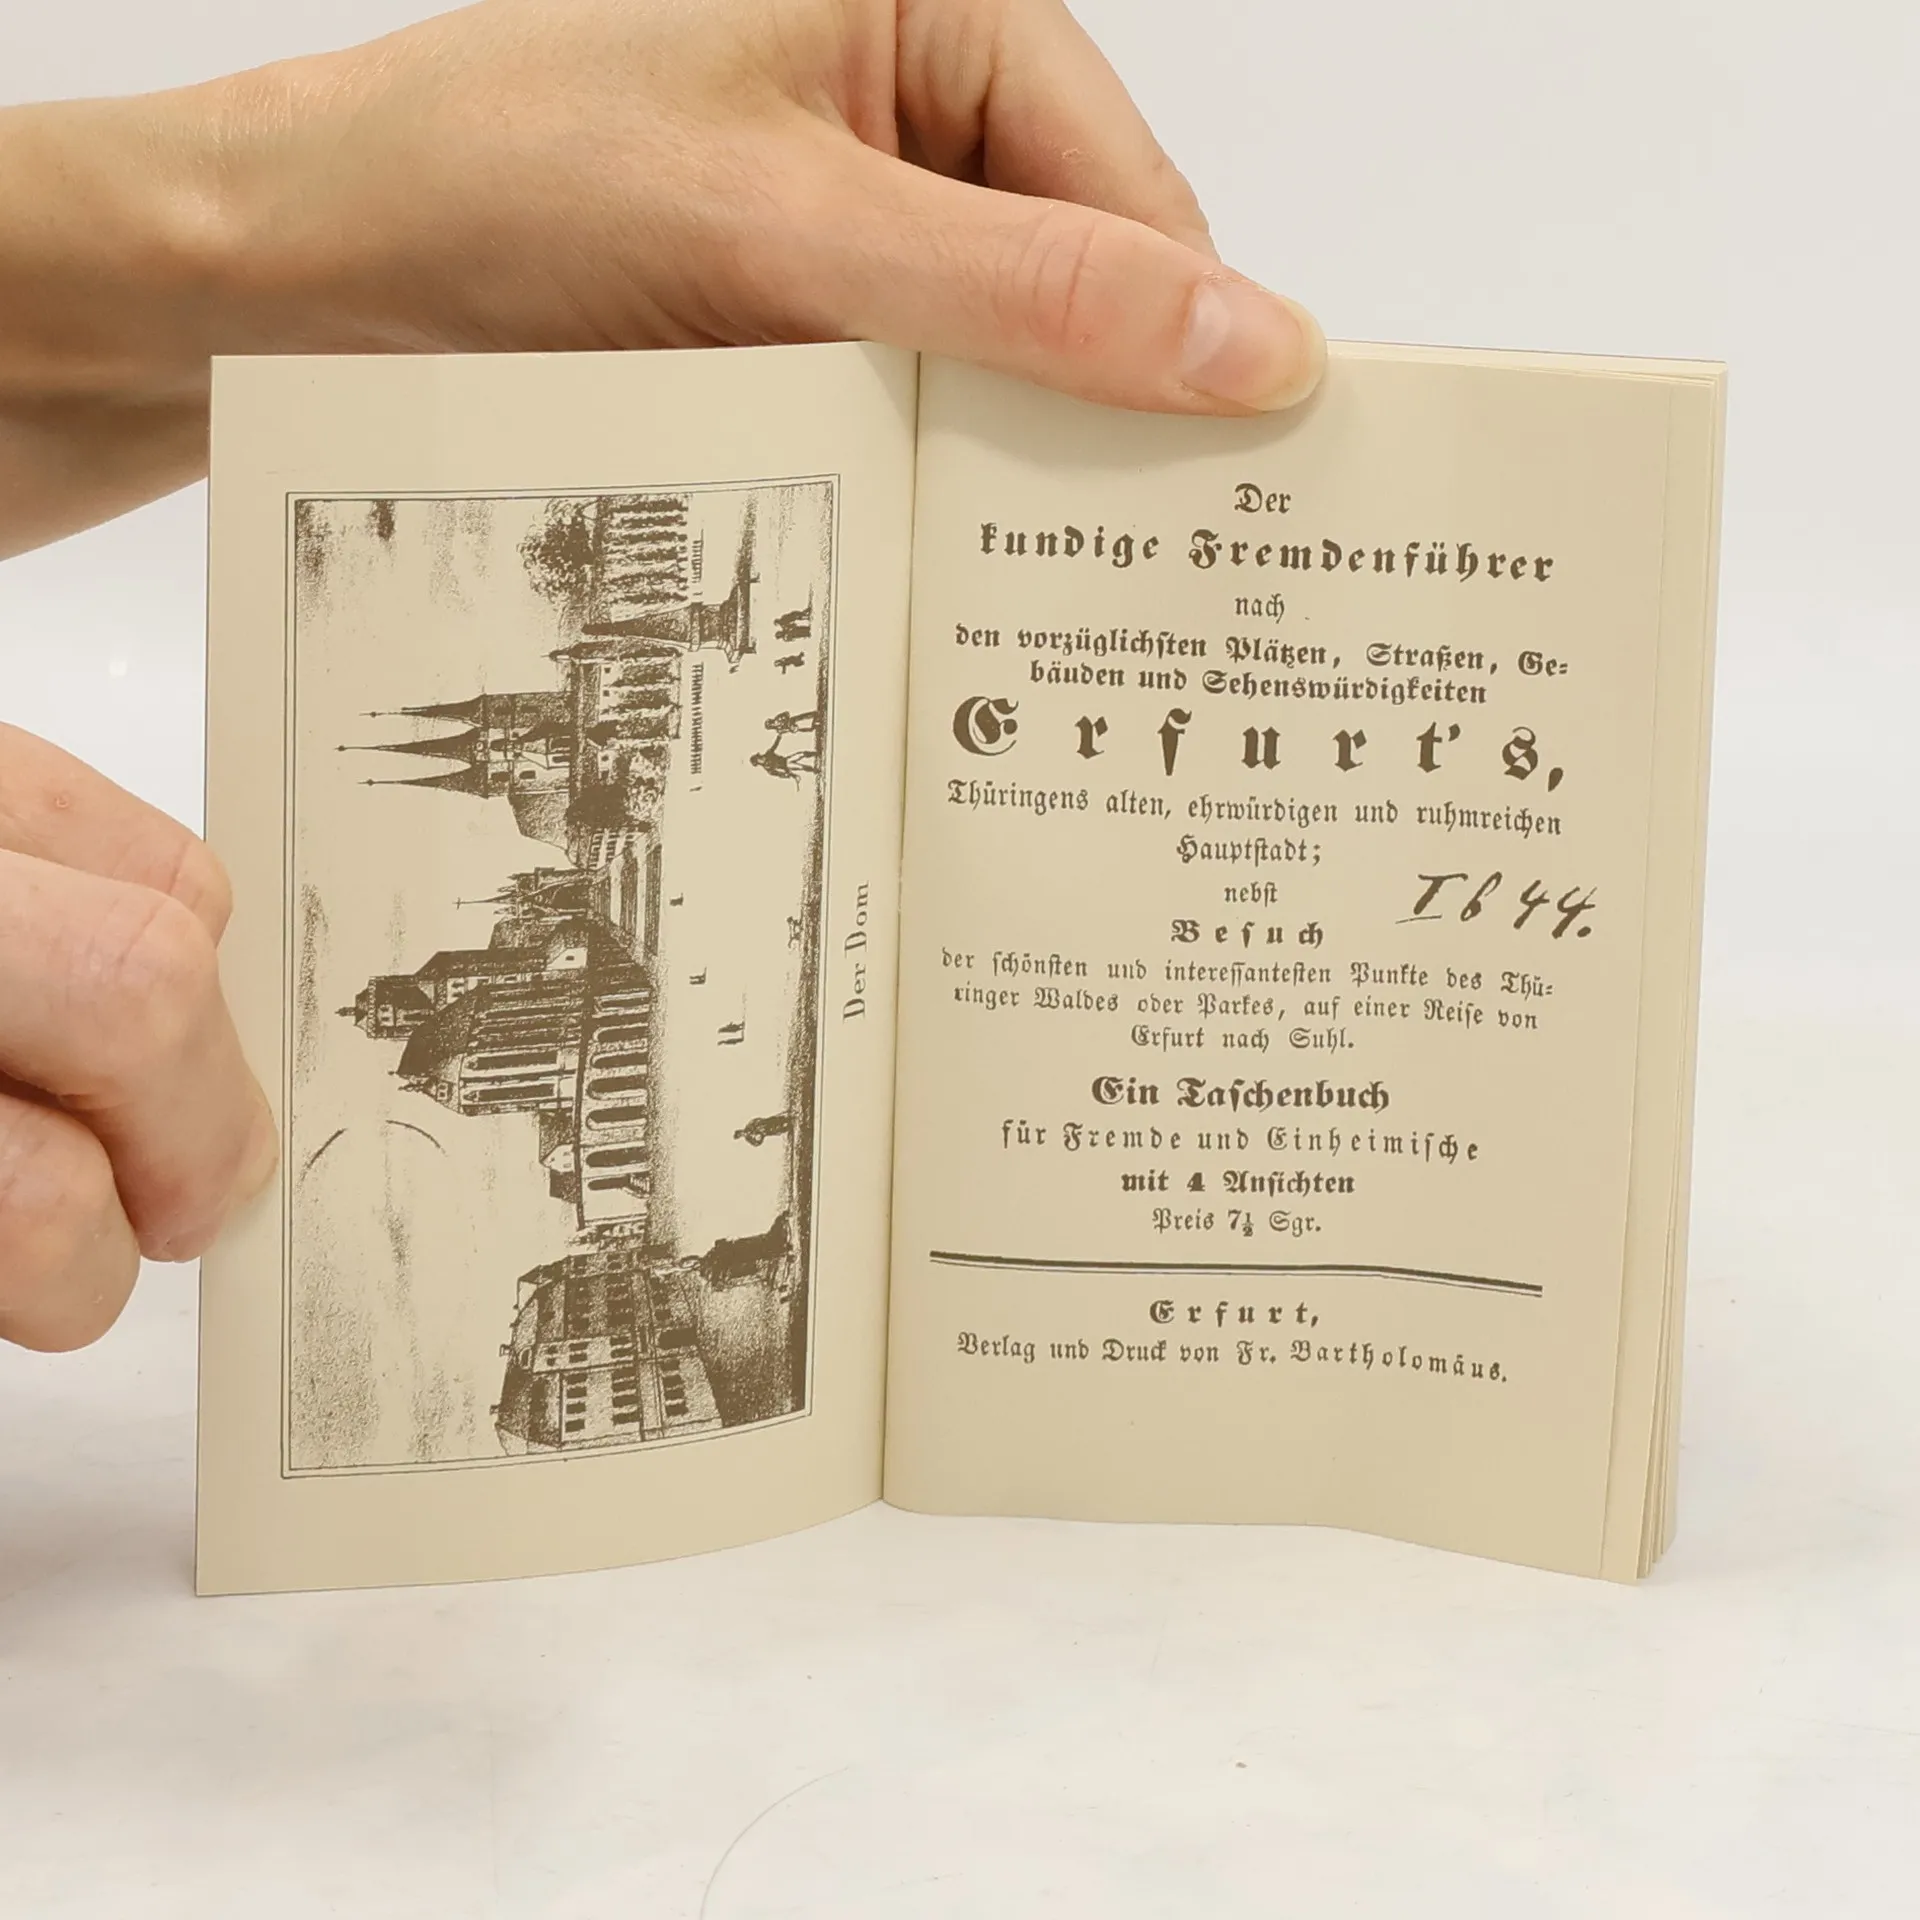 Der Dom
Der
kundige Fremdenführer
nach
den vorzüglichſten Plätzen, Straßen, Ge⸗
bäuden und Sehenswürdigkeiten
Erfurt's,
Thüringens alten, ehrwürdigen und ruhmreichen
Hauptſtadt;
nebſt
Beſuch
I b 44.
der ſchönſten und intereſſanteſten Punkte des Thü⸗
ringer Waldes oder Parkes, auf einer Reiſe von
Erfurt nach Suhl.
Ein Taſchenbuch
für Fremde und Einheimiſche
mit 4 Anſichten
Preis 7½ Sgr.
Erfurt,
Verlag und Druck von Fr. Bartholomäus.